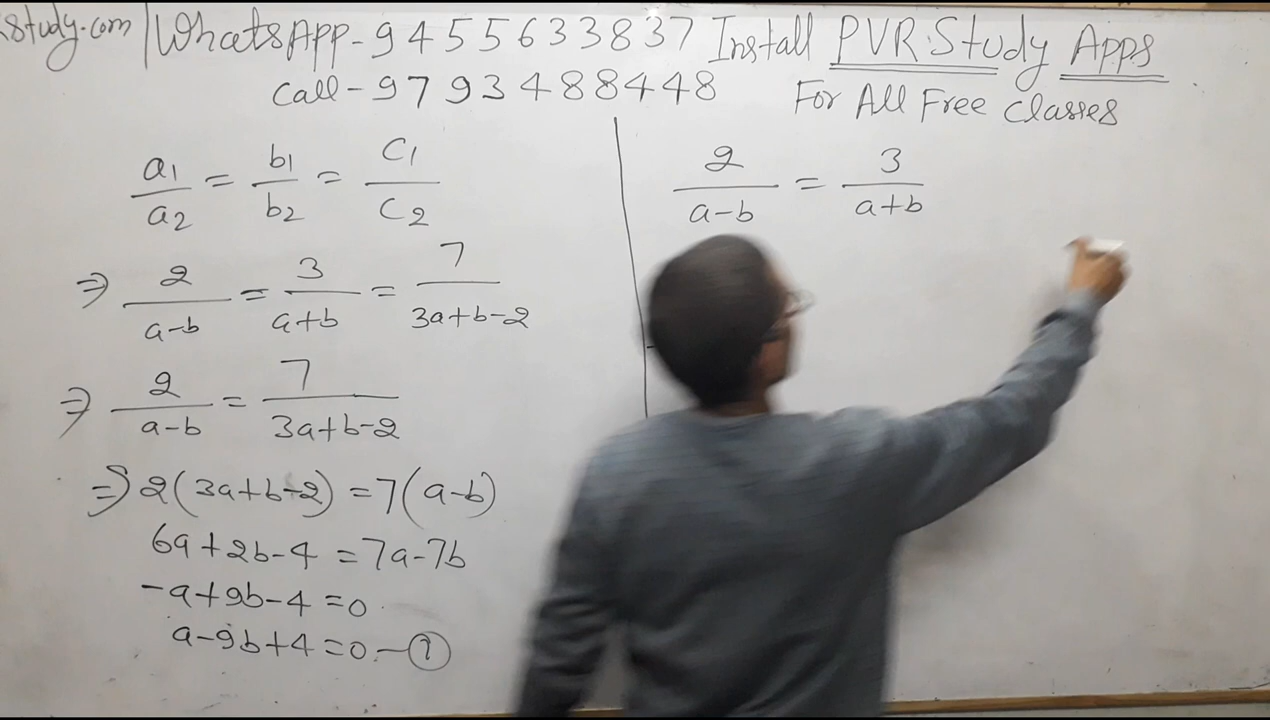 study.com | WhatsApp-9455633837 Install PVR Study Apps
Call-9793488448 For All Free Classes
a1/a2 = b1/b2 = C1/C2
⇒ 2/(a-b) = 3/(a+b) = 7/(3a+b-2)
⇒ 2/(a-b) = 7/(3a+b-2)
⇒ 2(3a+b-2) = 7(a-b)
6a+2b-4 = 7a-7b
-a+9b-4=0
a-9b+4=0-①
2/(a-b) = 3/(a+b)